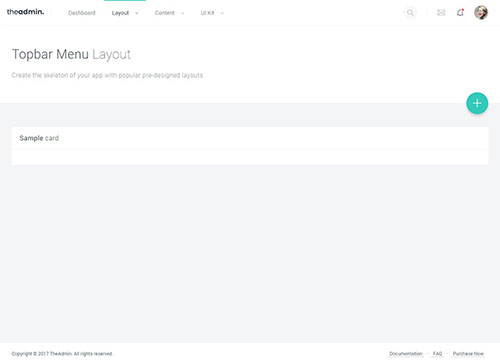 theadmin. Dashboard Layout Content UI Kit
Topbar Menu Layout
Create the skeleton of your app with popular pre-designed layouts.
Sample card
Copyright © 2017 TheAdmin. All rights reserved. Documentation FAQ Purchase Now